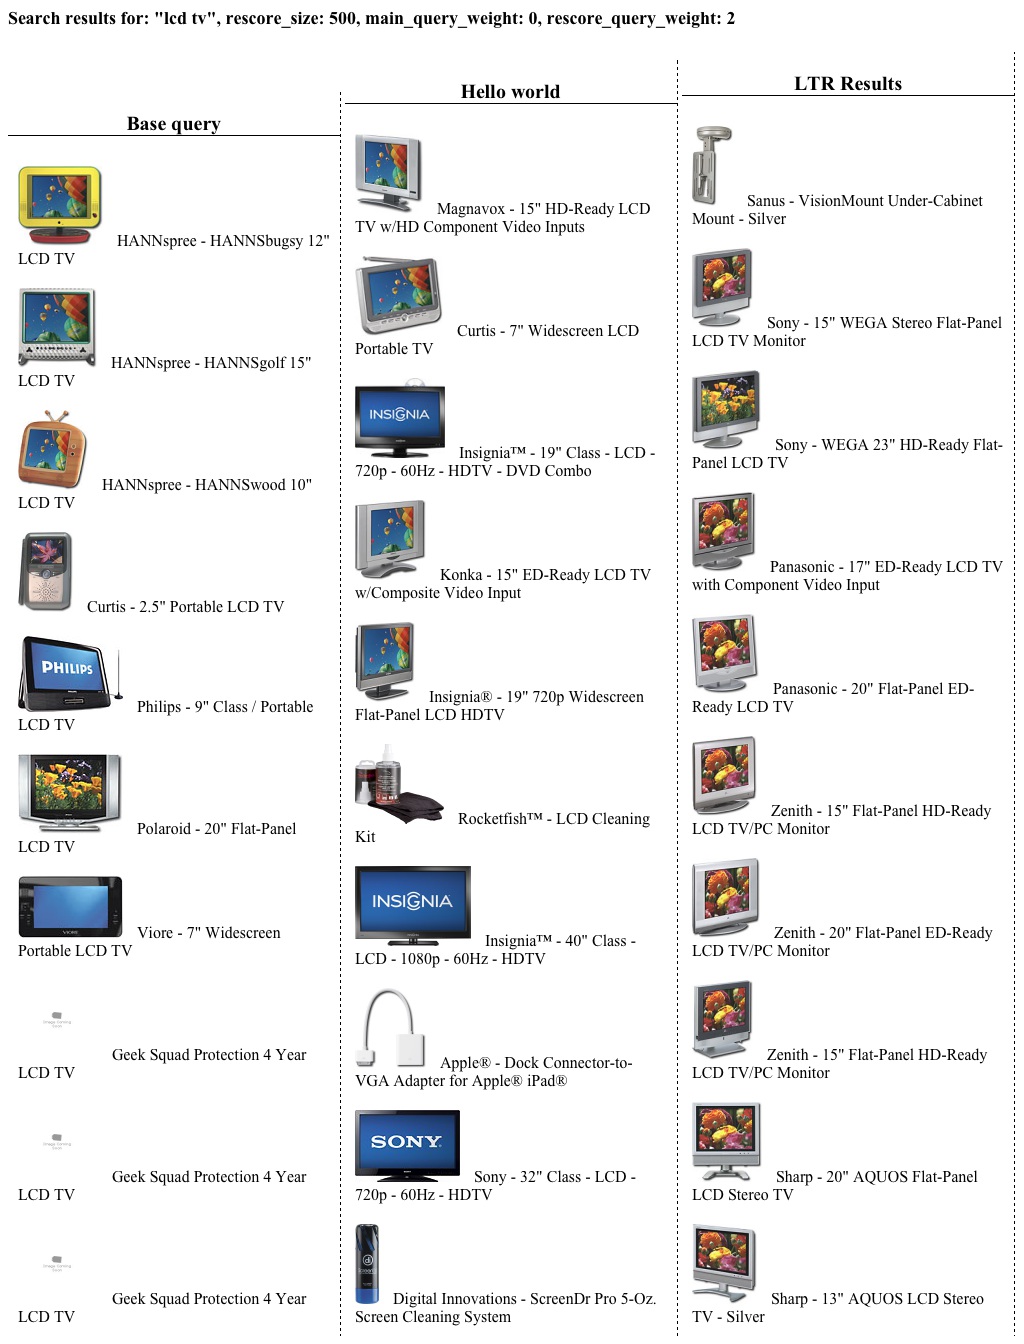 Search results for: "lcd tv", rescore_size: 500, main_query_weight: 0, rescore_query_weight: 2
Base query
HANNspree - HANNSbugsy 12"
LCD TV
HANNspree - HANNSgolf 15"
LCD TV
HANNspree - HANNSwood 10"
LCD TV
Curtis - 2.5" Portable LCD TV
PHILIPS
Philips - 9" Class / Portable
LCD TV
Polaroid - 20" Flat-Panel
LCD TV
VIORE
Viore - 7" Widescreen
Portable LCD TV
Image Coming
Soon
Geek Squad Protection 4 Year
LCD TV
Image Coming
Soon
Geek Squad Protection 4 Year
LCD TV
Image Coming
Soon
Geek Squad Protection 4 Year
LCD TV
Hello world
Magnavox - 15" HD-Ready LCD
TV w/HD Component Video Inputs
Curtis - 7" Widescreen LCD
Portable TV
INSIGNIA
Insignia™ - 19" Class - LCD -
720p - 60Hz - HDTV - DVD Combo
Konka - 15" ED-Ready LCD TV
w/Composite Video Input
Insignia® - 19" 720p Widescreen
Flat-Panel LCD HDTV
Rocketfish™ - LCD Cleaning
Kit
INSIGNIA
Insignia™ - 40" Class -
LCD - 1080p - 60Hz - HDTV
Apple® - Dock Connector-to-
VGA Adapter for Apple® iPad®
SONY
Sony - 32" Class - LCD -
720p - 60Hz - HDTV
Digital Innovations - ScreenDr Pro 5-Oz.
Screen Cleaning System
LTR Results
Sanus - VisionMount Under-Cabinet
Mount - Silver
Sony - 15" WEGA Stereo Flat-Panel
LCD TV Monitor
Sony - WEGA 23" HD-Ready Flat-
Panel LCD TV
Panasonic - 17" ED-Ready LCD TV
with Component Video Input
Panasonic - 20" Flat-Panel ED-
Ready LCD TV
Zenith - 15" Flat-Panel HD-Ready
LCD TV/PC Monitor
Zenith - 20" Flat-Panel ED-Ready
LCD TV/PC Monitor
Zenith - 15" Flat-Panel HD-Ready
LCD TV/PC Monitor
Sharp - 20" AQUOS Flat-Panel
LCD Stereo TV
Sharp - 13" AQUOS LCD Stereo
TV - Silver